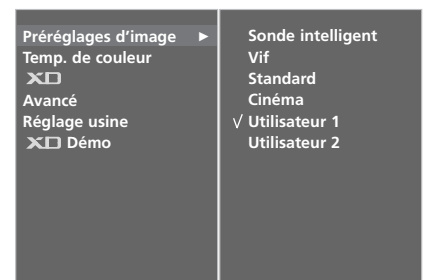 Préréglages d'image ►
Temp. de couleur
XD
Avancé
Réglage usine
XD Démo
Sonde intelligent
Vif
Standard
Cinéma
√ Utilisateur 1
Utilisateur 2